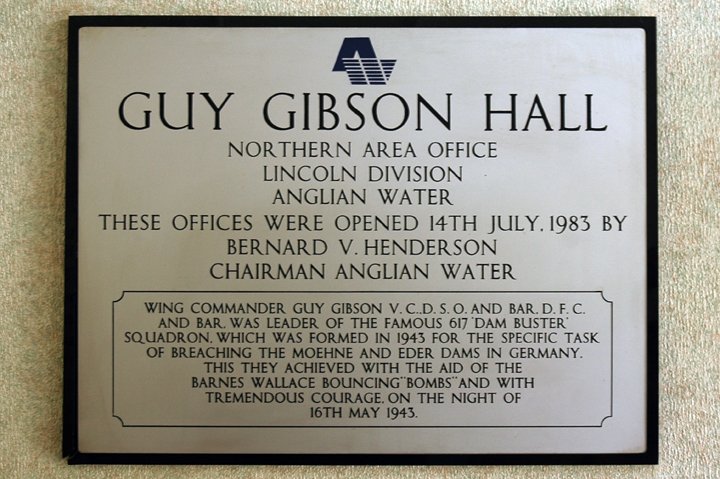 AW
GUY GIBSON HALL
NORTHERN AREA OFFICE
LINCOLN DIVISION
ANGLIAN WATER
THESE OFFICES WERE OPENED 14TH JULY, 1983 BY
BERNARD V. HENDERSON
CHAIRMAN ANGLIAN WATER
WING COMMANDER GUY GIBSON V. C., D. S. O. AND BAR, D. F. C.
AND BAR, WAS LEADER OF THE FAMOUS 617 'DAM BUSTER'
SQUADRON, WHICH WAS FORMED IN 1943 FOR THE SPECIFIC TASK
OF BREACHING THE MOEHNE AND EDER DAMS IN GERMANY.
THIS THEY ACHIEVED WITH THE AID OF THE
BARNES WALLACE BOUNCING "BOMBS" AND WITH
TREMENDOUS COURAGE, ON THE NIGHT OF
16TH MAY 1943.